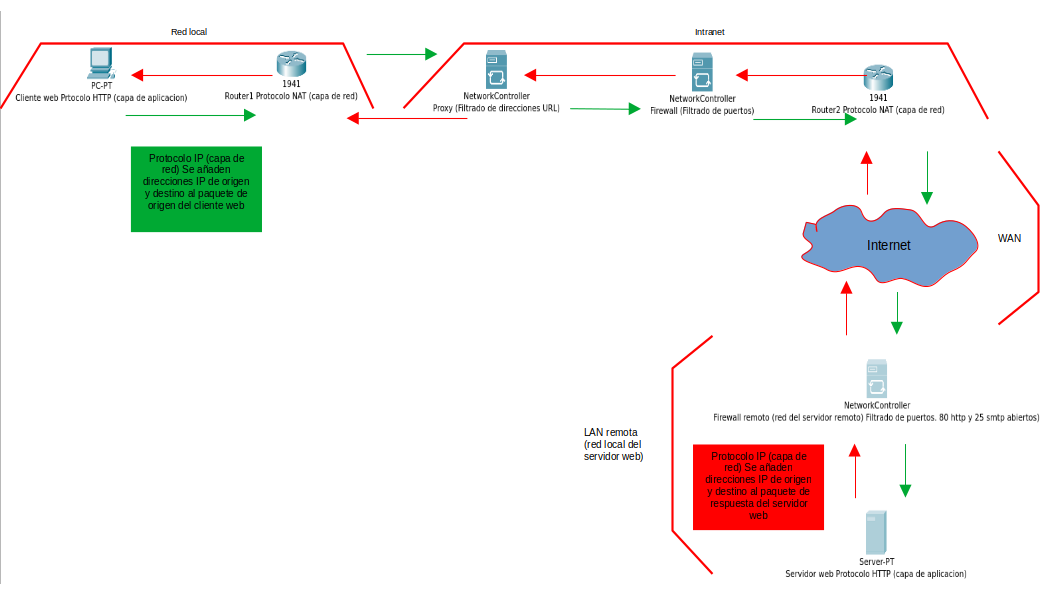 Red local
Intranet
PC-PT
Cliente web Prtocolo HTTP (capa de aplicacion)
1941
Router1 Protocolo NAT (capa de red)
NetworkController
Proxy (Filtrado de direcciones URL)
NetworkController
Firewall (Filtrado de puertos)
1941
Router2 Protocolo NAT (capa de red)
Protocolo IP (capa de
red) Se añaden
direcciones IP de origen
y destino al paquete de
origen del cliente web
Internet
WAN
NetworkController
Firewall remoto (red del servidor remoto) Filtrado de puertos. 80 http y 25 smtp abiertos)
LAN remota
(red local del
servidor web)
Protocolo IP (capa de
red) Se añaden
direcciones IP de origen
y destino al paquete de
respuesta del servidor
web
Server-PT
Servidor web Protocolo HTTP (capa de aplicacion)